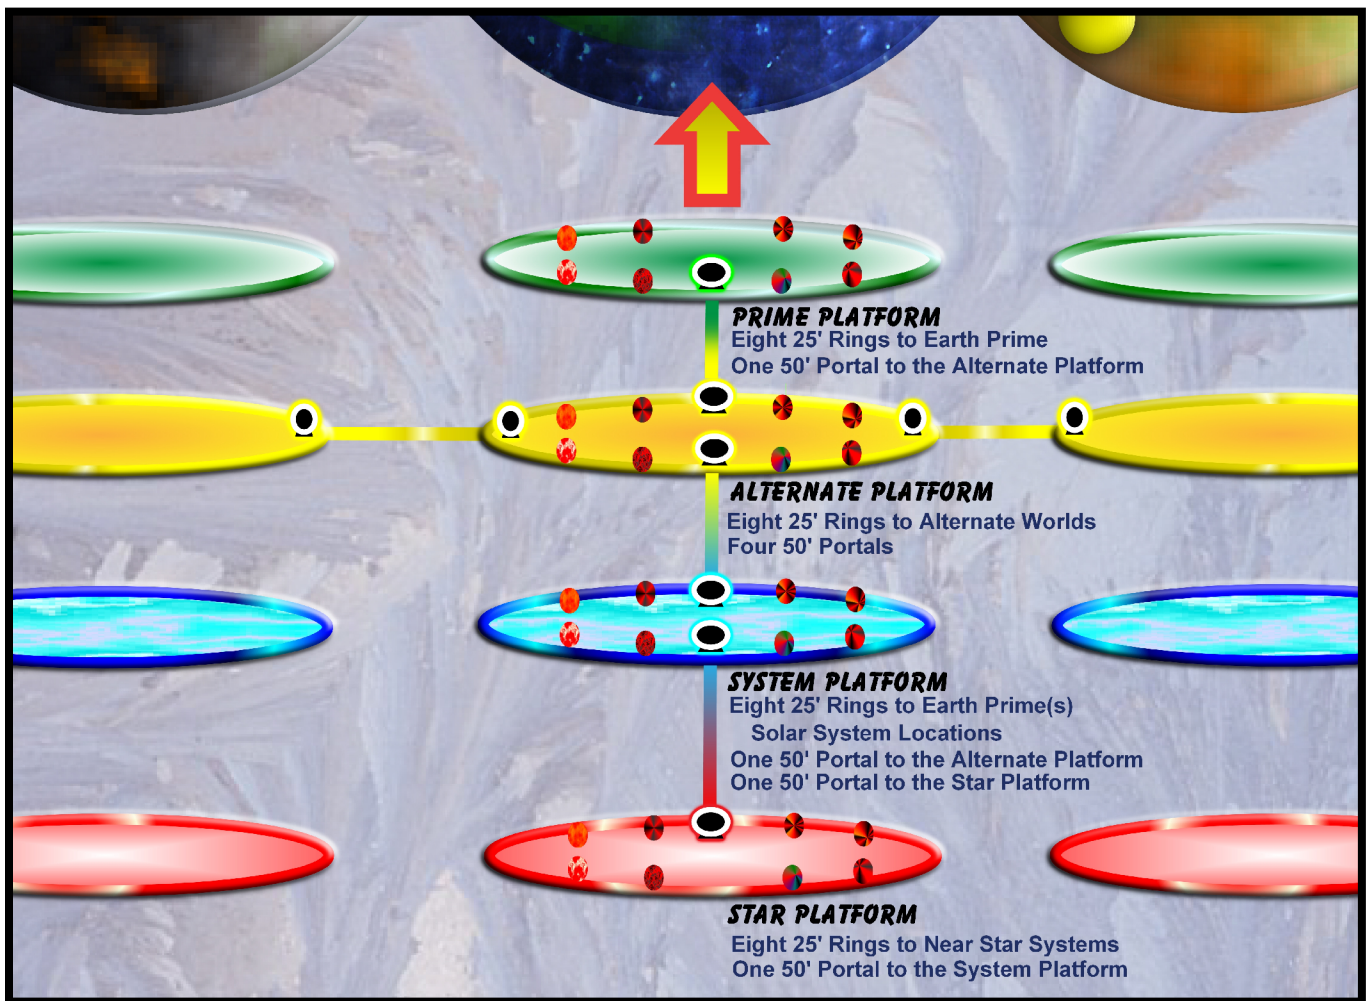 PRIME PLATFORM
Eight 25' Rings to Earth Prime
One 50' Portal to the Alternate Platform
ALTERNATE PLATFORM
Eight 25' Rings to Alternate Worlds
Four 50' Portals
SYSTEM PLATFORM
Eight 25' Rings to Earth Prime(s)
Solar System Locations
One 50' Portal to the Alternate Platform
One 50' Portal to the Star Platform
STAR PLATFORM
Eight 25' Rings to Near Star Systems
One 50' Portal to the System Platform